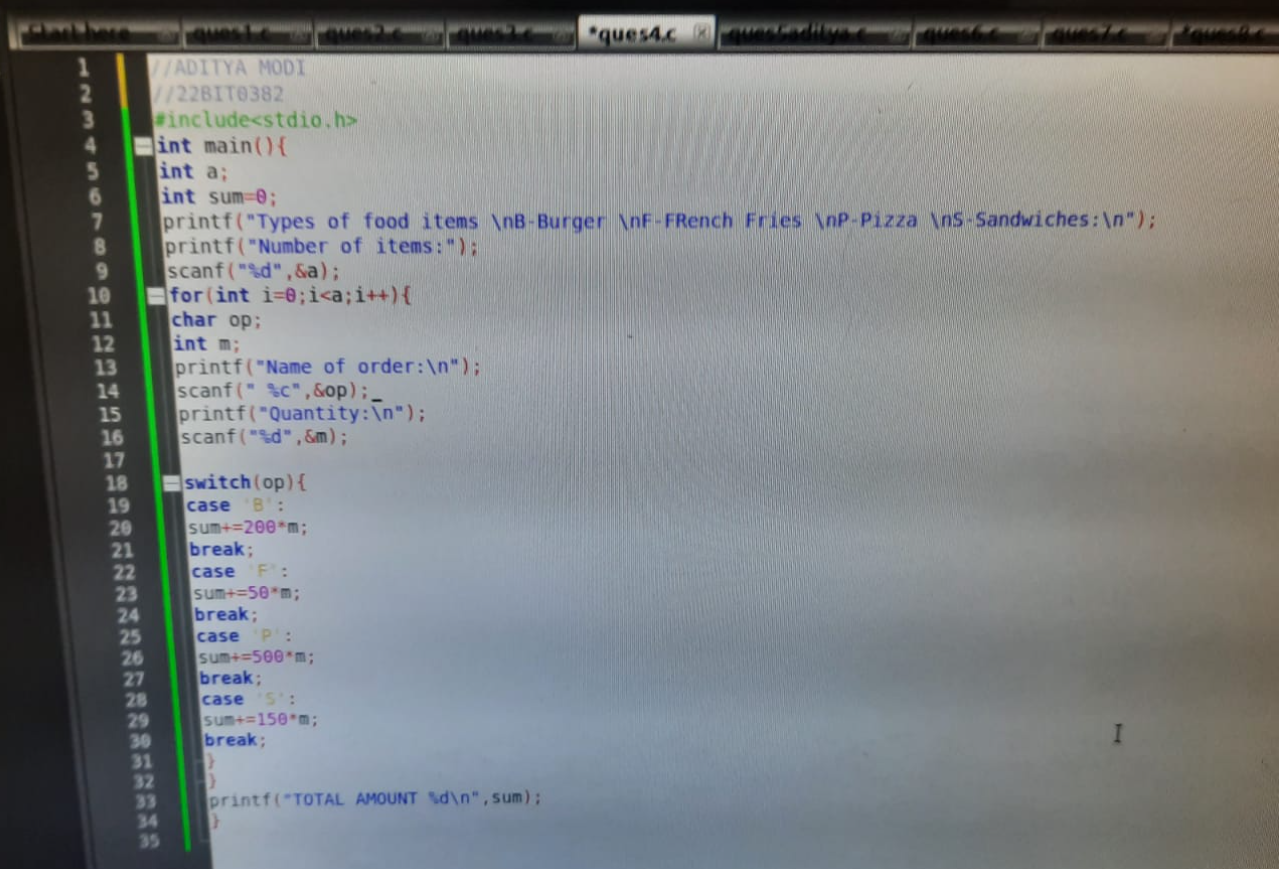 Start here ques1.c ques2.c ques3.c *ques4.c ques5aditya.c ques6.c ques7.c *ques8.c
1 //ADITYA MODI
2 //22BIT0382
3 #include<stdio.h>
4 int main(){
5 int a;
6 int sum=0;
7 printf("Types of food items \nB-Burger \nF-FRench Fries \nP-Pizza \nS-Sandwiches:\n");
8 printf("Number of items:");
9 scanf("%d",&a);
10 for(int i=0;i<a;i++){
11 char op;
12 int m;
13 printf("Name of order:\n");
14 scanf(" %c",&op);
15 printf("Quantity:\n");
16 scanf("%d",&m);
17
18 switch(op){
19 case 'B':
20 sum+=200*m;
21 break;
22 case 'F':
23 sum+=50*m;
24 break;
25 case 'P':
26 sum+=500*m;
27 break;
28 case 'S':
29 sum+=150*m;
30 break;
31 }
32 }
33 printf("TOTAL AMOUNT %d\n",sum);
34 }
35